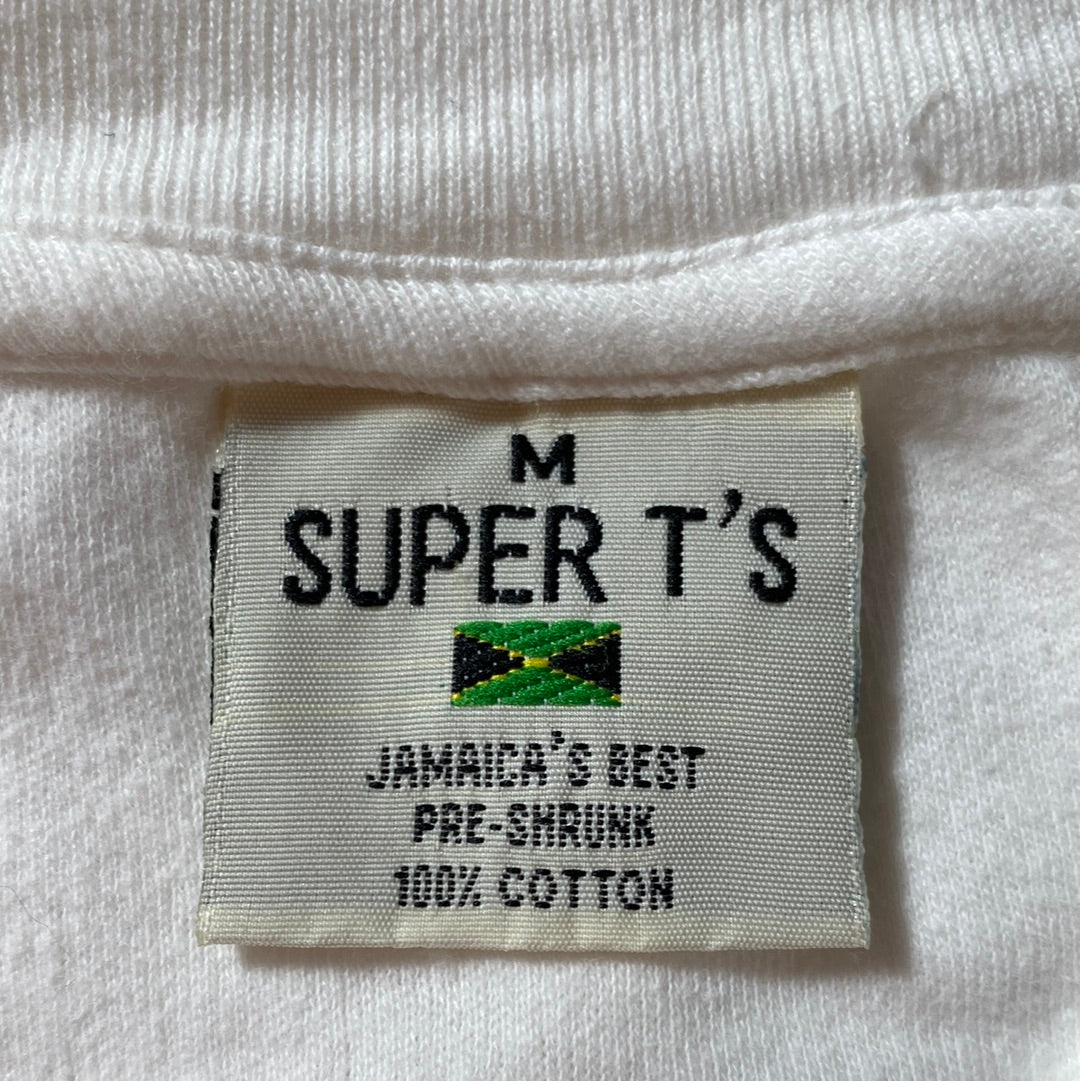 M
SUPER T'S
JAMAICA'S BEST
PRE-SHRUNK
100% COTTON